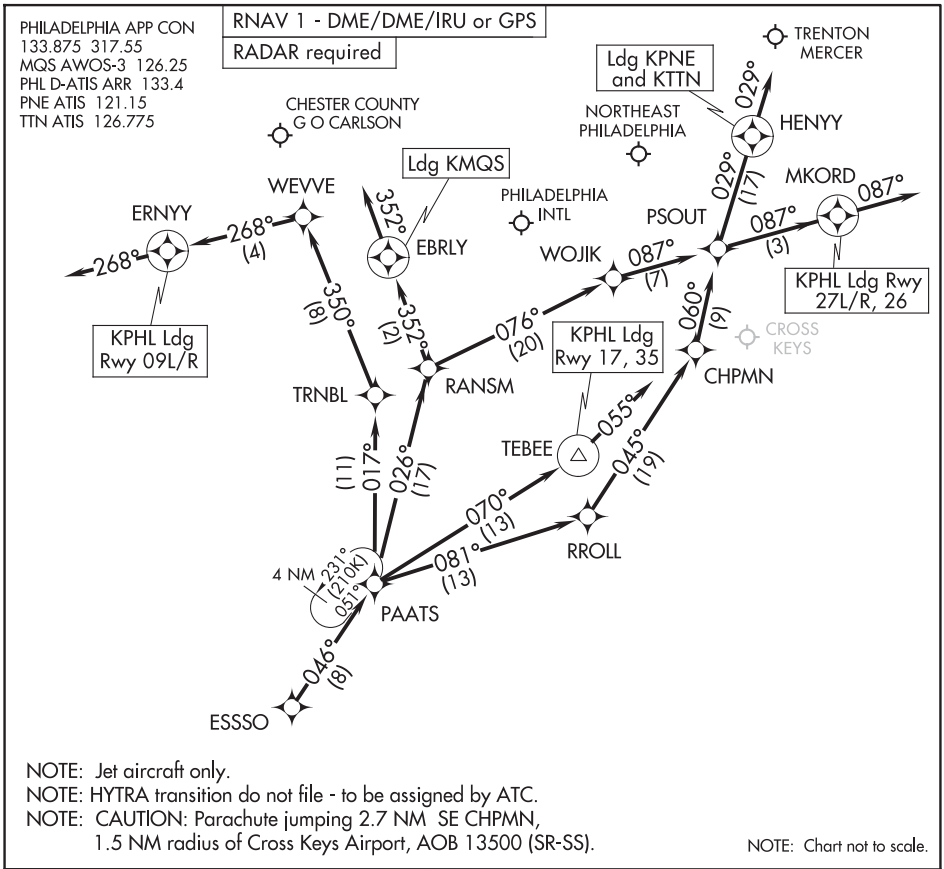 PHILADELPHIA APP CON
133.875 317.55
MQS AWOS-3 126.25
PHL D-ATIS ARR 133.4
PNE ATIS 121.15
TTN ATIS 126.775
RNAV 1 - DME/DME/IRU or GPS
RADAR required
TRENTON
MERCER
Ldg KPNE
and KTTN
029°
CHESTER COUNTY
G O CARLSON
NORTHEAST
PHILADELPHIA
HENYY
Ldg KMQS
029°
(17)
MKORD
087°
WEVVE
ERNYY
352°
PHILADELPHIA
INTL
PSOUT
087°
(3)
268°
268°
(4)
EBRLY
WOJIK
087°
(7)
KPHL Ldg Rwy
27L/R, 26
350°
(8)
352°
(2)
076°
(20)
060°
(9)
KPHL Ldg
Rwy 09L/R
KPHL Ldg
Rwy 17, 35
CROSS
KEYS
RANSM
CHPMN
TRNBL
055°
TEBEE
045°
(19)
017°
(11)
026°
(17)
070°
(13)
RROLL
081°
(13)
4 NM
231°
(210K)
051°
PAATS
046°
(8)
ESSSO
NOTE: Jet aircraft only.
NOTE: HYTRA transition do not file - to be assigned by ATC.
NOTE: CAUTION: Parachute jumping 2.7 NM SE CHPMN,
1.5 NM radius of Cross Keys Airport, AOB 13500 (SR-SS).
NOTE: Chart not to scale.